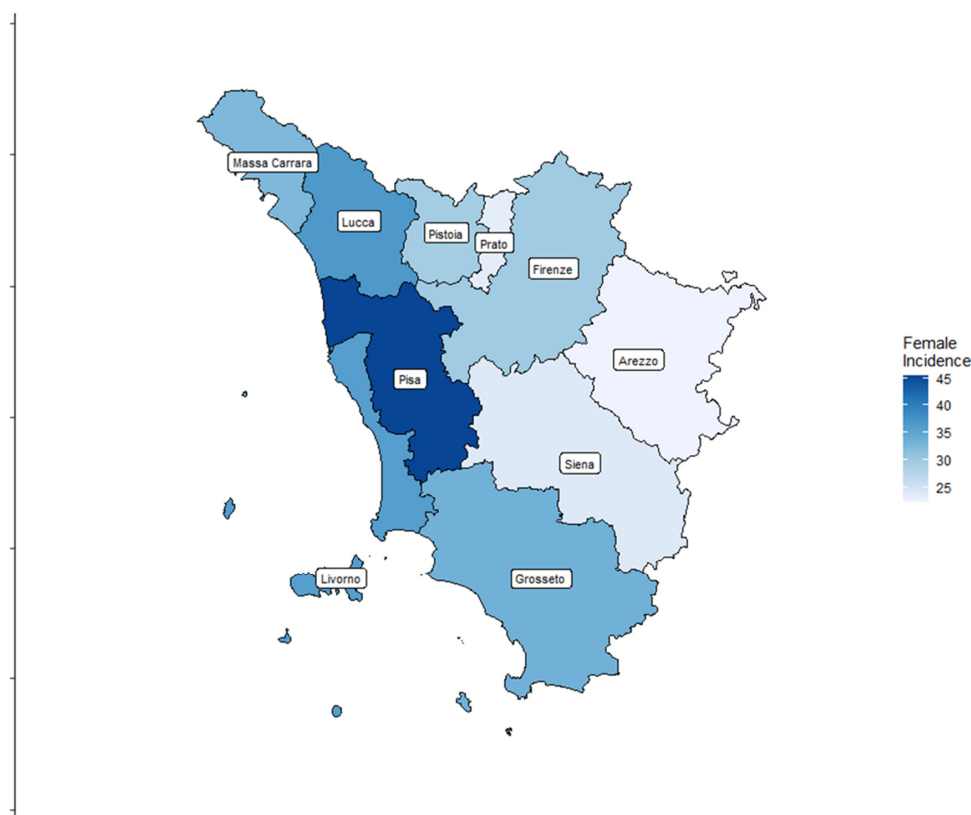 Massa Carrara
Lucca
Pistoia
Prato
Firenze
Arezzo
Pisa
Siena
Livorno
Grosseto
Female
Incidence
45
40
35
30
25